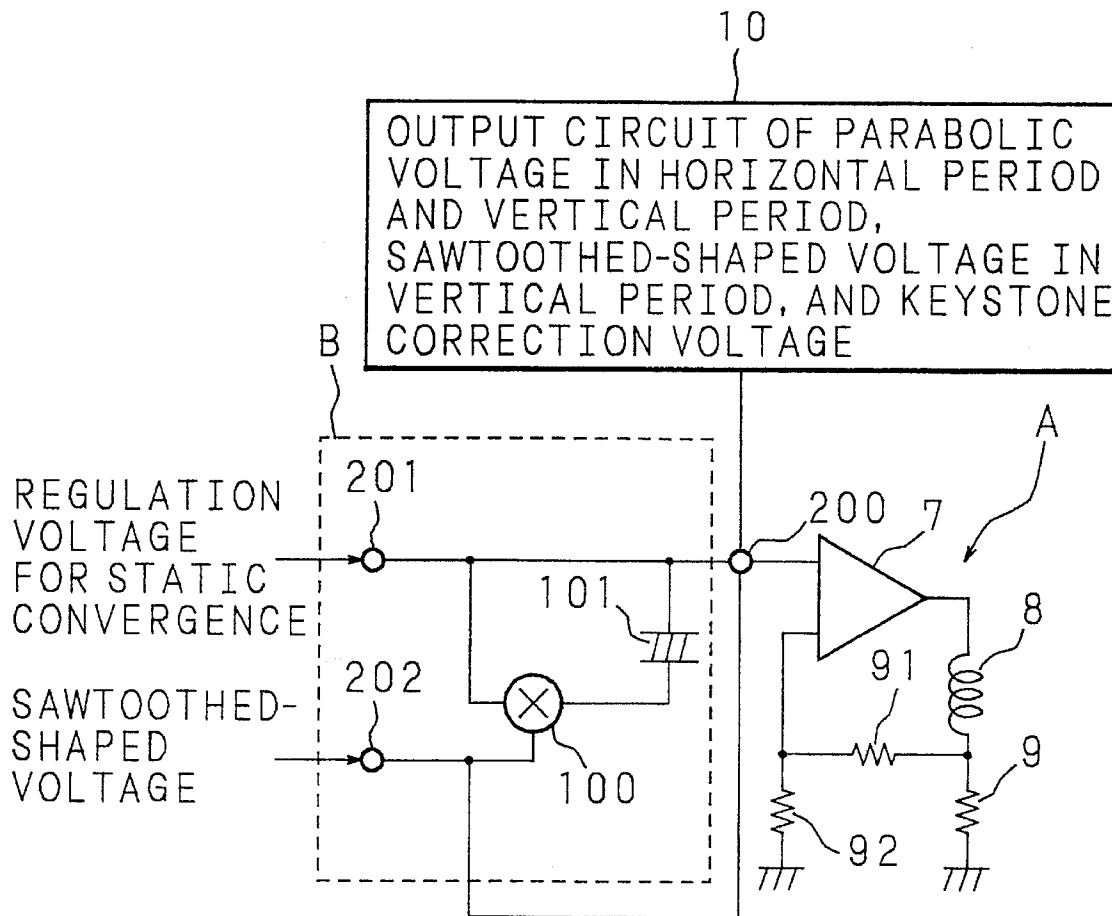 10
OUTPUT CIRCUIT OF PARABOLIC
VOLTAGE IN HORIZONTAL PERIOD
AND VERTICAL PERIOD,
SAWTOOTHED-SHAPED VOLTAGE IN
VERTICAL PERIOD, AND KEYSTONE
CORRECTION VOLTAGE
B
A
REGULATION
VOLTAGE
FOR STATIC
CONVERGENCE
201
200
7
101
8
SAWTOOTHED-
SHAPED
VOLTAGE
202
100
91
9
92